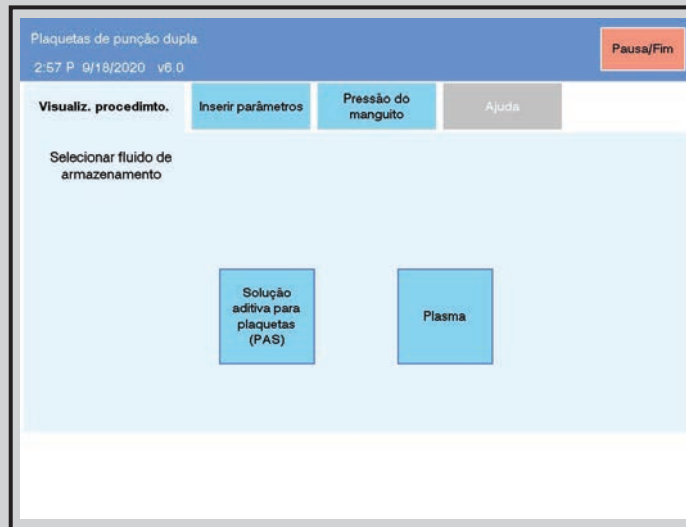 Plaquetas de punção dupla
2:57 P 9/18/2020 v6.0
Pausa/Fim
Visualiz. procedimto.
Inserir parâmetros
Pressão do
manguito
Ajuda
Selecionar fluido de
armazenamento
Solução
aditiva para
plaquetas
(PAS)
Plasma